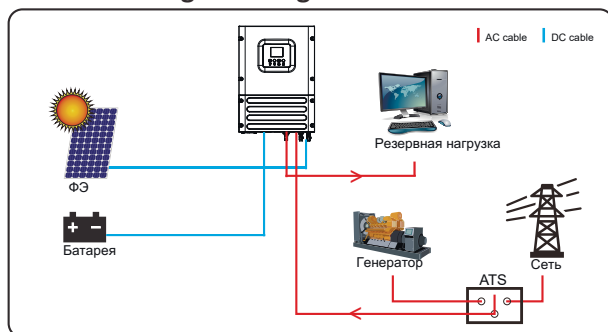 AC cable
DC cable
Резервная нагрузка
ФЭ
Батарея
Генератор
Сеть
ATS